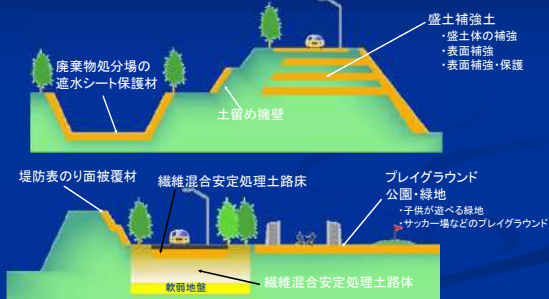 盛土補強土
・盛土体の補強
・表面補強
・表面補強・保護
廃棄物処分場の
遮水シート保護材
土留め擁壁
堤防表のり面被覆材
繊維混合安定処理土路床
プレイグラウンド
公園・緑地
・子供が遊べる緑地
・サッカー場などのプレイグラウンド
繊維混合安定処理土路体
軟弱地盤